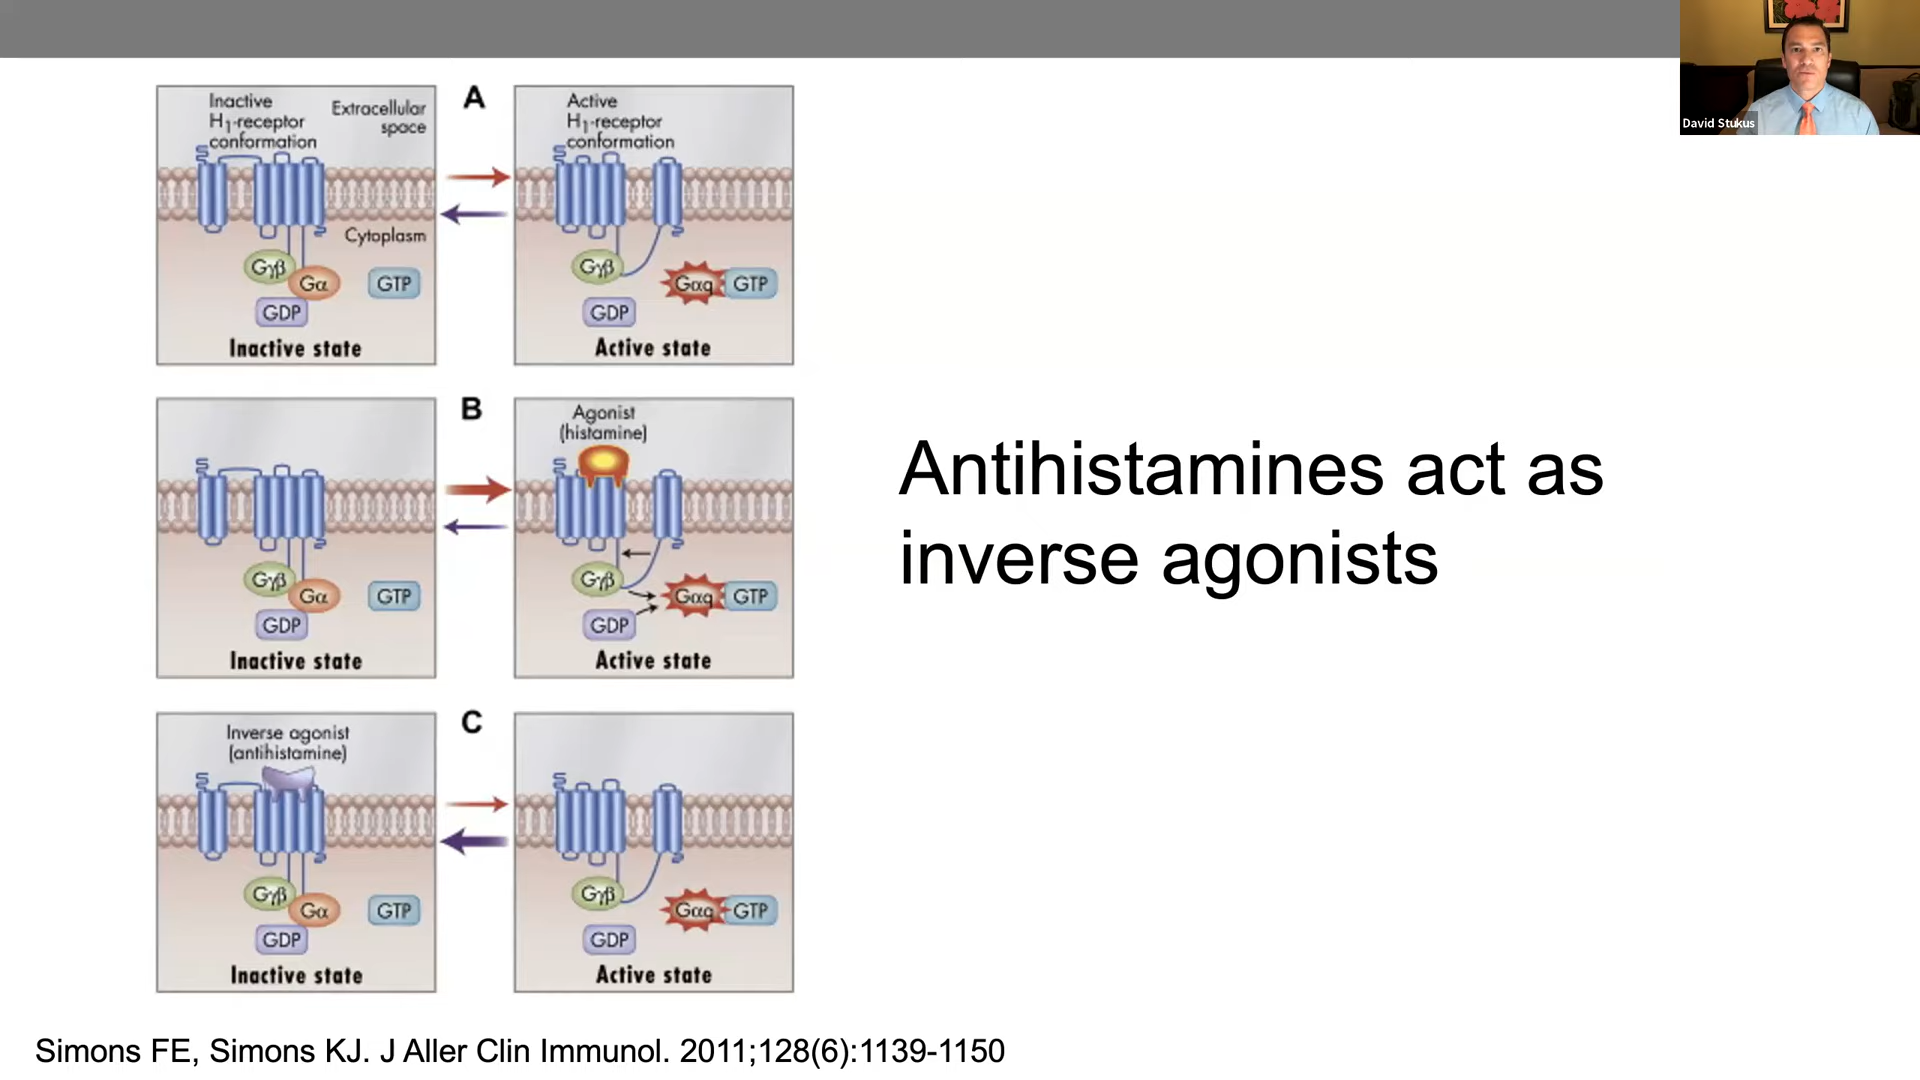 David Stukus
A
Inactive
H1-receptor
conformation
Extracellular
space
Cytoplasm
Gγβ
Gα
GTP
GDP
Inactive state
Active
H1-receptor
conformation
Gγβ
Gαq
GTP
GDP
Active state
B
Gγβ
Gα
GTP
GDP
Inactive state
Agonist
(histamine)
Gγβ
Gαq
GTP
GDP
Active state
C
Inverse agonist
(antihistamine)
Gγβ
Gα
GTP
GDP
Inactive state
Gγβ
Gαq
GTP
GDP
Active state
Antihistamines act as
inverse agonists
Simons FE, Simons KJ. J Aller Clin Immunol. 2011;128(6):1139-1150